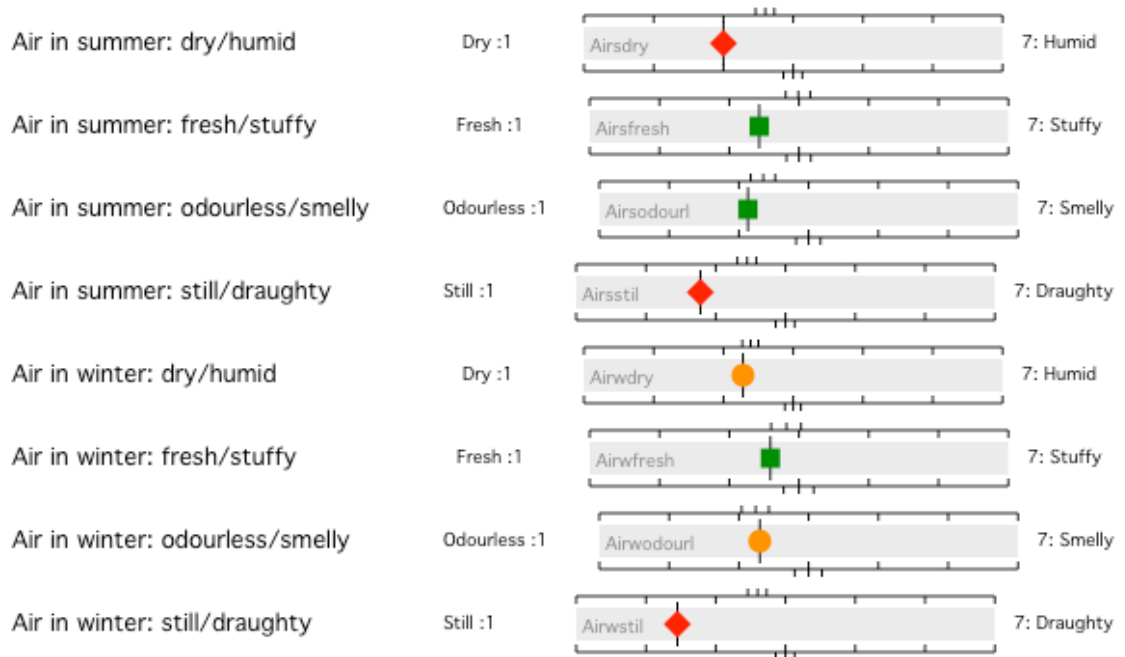 Air in summer: dry/humid Dry :1 Airsdry 7: Humid
Air in summer: fresh/stuffy Fresh :1 Airsfresh 7: Stuffy
Air in summer: odourless/smelly Odourless :1 Airsodourl 7: Smelly
Air in summer: still/draughty Still :1 Airsstil 7: Draughty
Air in winter: dry/humid Dry :1 Airwdry 7: Humid
Air in winter: fresh/stuffy Fresh :1 Airwfresh 7: Stuffy
Air in winter: odourless/smelly Odourless :1 Airwodourl 7: Smelly
Air in winter: still/draughty Still :1 Airwstil 7: Draughty